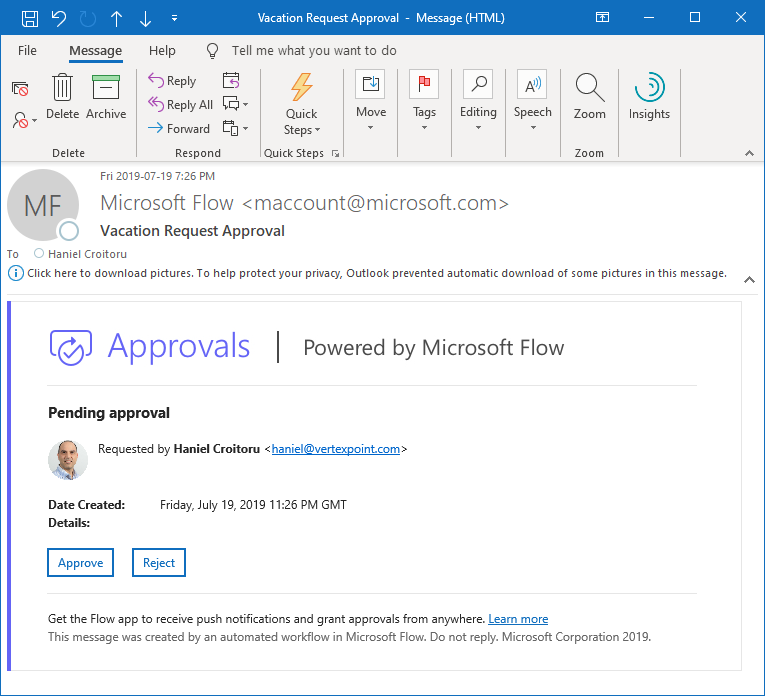 Vacation Request Approval - Message (HTML)
File Message Help Tell me what you want to do
Delete
Archive
Reply
Reply All
Forward
Quick
Steps
Move
Tags
Editing
Speech
Zoom
Insights
Delete
Respond
Quick Steps
Zoom
MF
Fri 2019-07-19 7:26 PM
Microsoft Flow <maccount@microsoft.com>
Vacation Request Approval
To Haniel Croitoru
Click here to download pictures. To help protect your privacy, Outlook prevented automatic download of some pictures in this message.
Approvals | Powered by Microsoft Flow
Pending approval
Requested by Haniel Croitoru <haniel@vertexpoint.com>
Date Created: Friday, July 19, 2019 11:26 PM GMT
Details:
Approve Reject
Get the Flow app to receive push notifications and grant approvals from anywhere. Learn more
This message was created by an automated workflow in Microsoft Flow. Do not reply. Microsoft Corporation 2019.